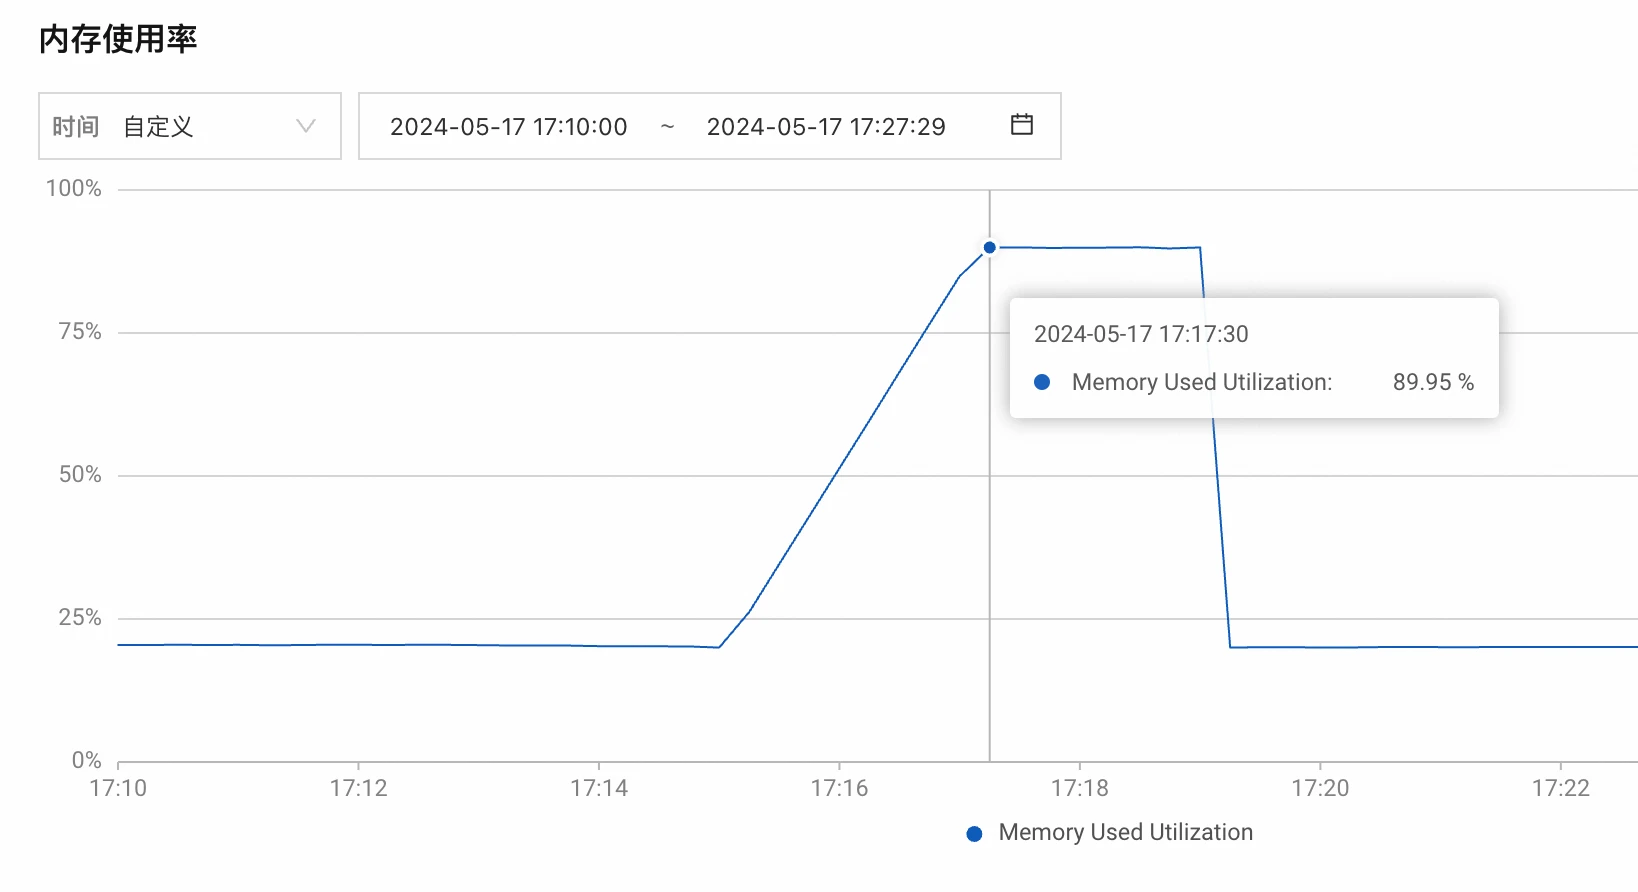 内存使用率
时间 自定义 2024-05-17 17:10:00 ~ 2024-05-17 17:27:29
100%
75%
2024-05-17 17:17:30
Memory Used Utilization: 89.95 %
50%
25%
0%
17:10 17:12 17:14 17:16 17:18 17:20 17:22
Memory Used Utilization